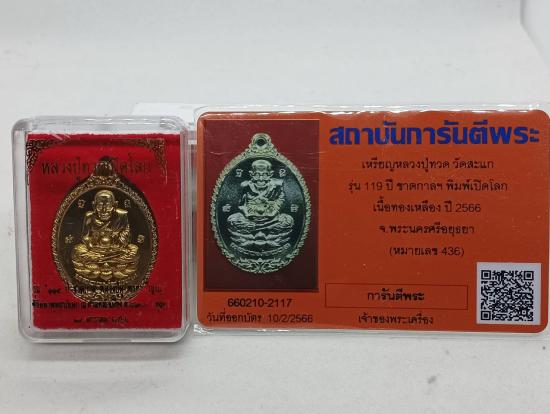 หลวงปู่ทวด เปิดโลก
สถาบันการันตีพระ
เหรียญหลวงปู่ทวด วัดสะแก
รุ่น 119 ปี ชาตกาลฯ พิมพ์เปิดโลก
เนื้อทองเหลือง ปี 2566
จ.พระนครศรีอยุธยา
(หมายเลข 436)
660210-2117
วันที่ออกบัตร 10/2/2566
การันตีพระ
เจ้าของพระเครื่อง